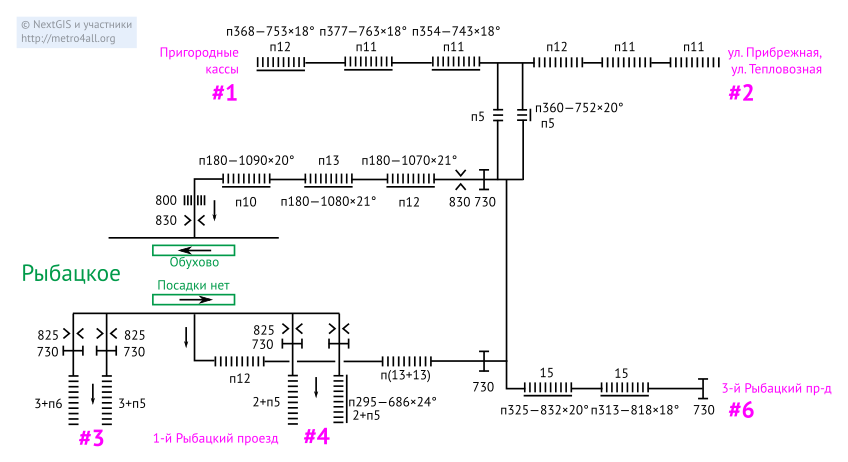 © NextGIS и участники
http://metro4all.org
п368−753×18° п377−763×18° п354−743×18°
п12 п11 п11 п12 п11 п11
Пригородные
кассы
#1
ул. Прибрежная,
ул. Тепловозная
#2
п5
п360−752×20°
п5
п180−1090×20° п13 п180−1070×21°
п10 п180−1080×21° п12 830 730
800
830
Обухово
Рыбацкое
Посадки нет
825 825 825
730 730 730
п12 п(13+13) 730
15 15
3+п6 3+п5 2+п5 п295−686×24°
2+п5
п325−832×20° п313−818×18° 730
3-й Рыбацкий пр-д
#6
#3 1-й Рыбацкий проезд #4